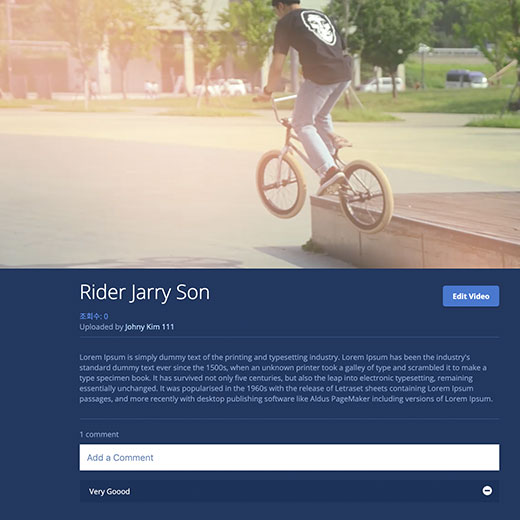 Rider Jarry Son
Edit Video
조회수: 0
Uploaded by Johny Kim 111
Lorem Ipsum is simply dummy text of the printing and typesetting industry. Lorem Ipsum has been the industry's
standard dummy text ever since the 1500s, when an unknown printer took a galley of type and scrambled it to make a
type specimen book. It has survived not only five centuries, but also the leap into electronic typesetting, remaining
essentially unchanged. It was popularised in the 1960s with the release of Letraset sheets containing Lorem Ipsum
passages, and more recently with desktop publishing software like Aldus PageMaker including versions of Lorem Ipsum.
1 comment
Add a Comment
Very Goood